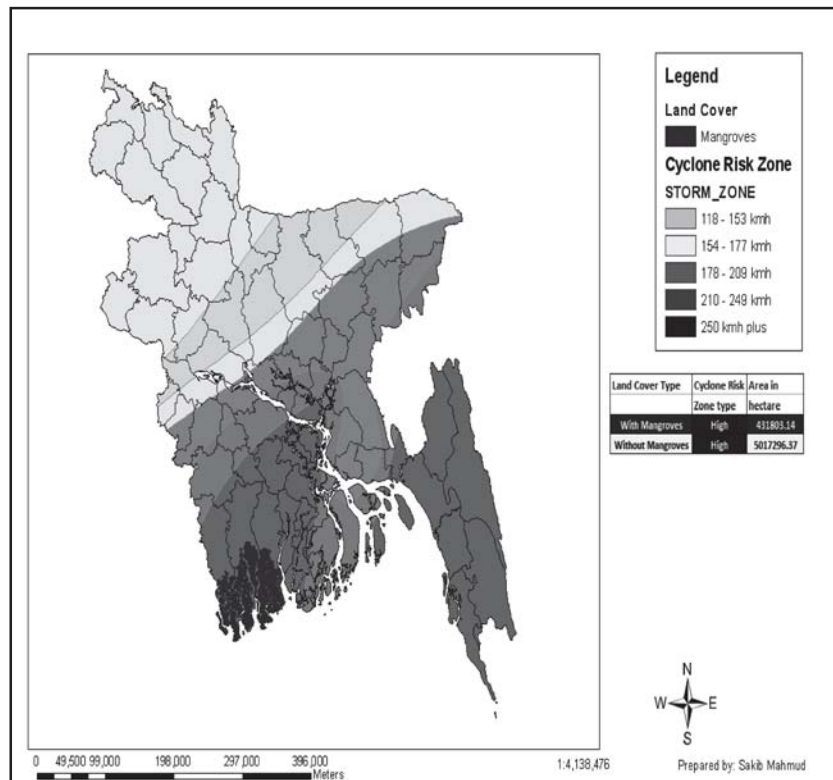 Legend
Land Cover
Mangroves
Cyclone Risk Zone
STORM_ZONE
118 - 153 kmh
154 - 177 kmh
178 - 209 kmh
210 - 249 kmh
250 kmh plus
Land Cover Type Cyclone Risk Area in
Zone type hectare
With Mangroves High 431803.14
Without Mangroves High 5017296.37
N
W E
S
0 49,500 99,000 198,000 297,000 396,000
Meters
1:4,138,476
Prepared by: Sakib Mahmud